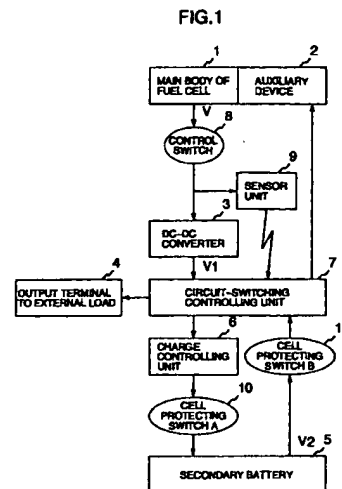 FIG.1
1
2
MAIN BODY OF
FUEL CELL
AUXILIARY
DEVICE
V
8
CONTROL
SWITCH
9
SENSOR
UNIT
3
DC-DC
CONVERTER
4
V1
7
OUTPUT TERMINAL
TO EXTERNAL LOAD
CIRCUIT-SWITCHING
CONTROLLING UNIT
6
1
CHARGE
CONTROLLING
UNIT
CELL
PROTECTING
SWITCH B
10
CELL
PROTECTING
SWITCH A
V2
5
SECONDARY BATTERY